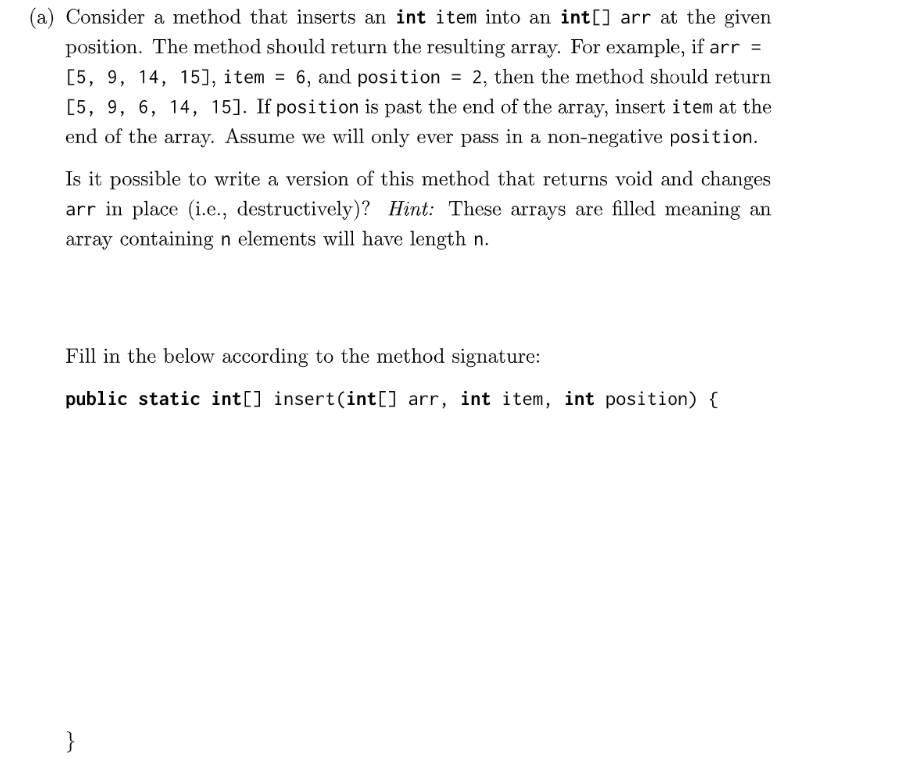 (a) Consider a method that inserts an int item into an int[] arr at the given
position. The method should return the resulting array. For example, if arr =
[5, 9, 14, 15], item = 6, and position = 2, then the method should return
[5, 9, 6, 14, 15]. If position is past the end of the array, insert item at the
end of the array. Assume we will only ever pass in a non-negative position.
Is it possible to write a version of this method that returns void and changes
arr in place (i.e., destructively)? Hint: These arrays are filled meaning an
array containing n elements will have length n.
Fill in the below according to the method signature:
public static int[] insert(int[] arr, int item, int position) {
}